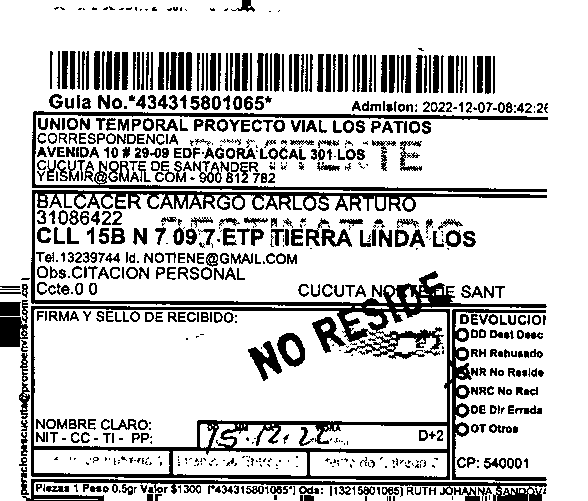 Guia No.*434315801065*
Admision: 2022-12-07-08:42:26
UNION TEMPORAL PROYECTO VIAL LOS PATIOS
CORRESPONDENCIA
AVENIDA 10 # 29-09 EDF AGORA LOCAL 301 LOS
CUCUTA NORTE DE SANTANDER
YEISMIR@GMAIL.COM - 900 812 782
REMITENTE
BALCACER CAMARGO CARLOS ARTURO
31086422
DESTINATARIO
CLL 15B N 7 09 7 ETP TIERRA LINDA LOS
Tel.13239744 Id. NOTIENE@GMAIL.COM
Obs.CITACION PERSONAL
Ccte.0 0
CUCUTA NORTE DE SANT
FIRMA Y SELLO DE RECIBIDO:
NO RESIDE
DEVOLUCION
DD Dest Desc
RH Rehusado
NR No Reside
NRC No Recl
DE Dir Errada
OT Otros
NOMBRE CLARO:
NIT - CC - TI - PP:
15.12.22
D+2
CP: 540001
Piezas 1 Peso 0.5gr Valor $1300 [*434315801065*] Ods: [13215801065] RUTH JOHANNA SANDOVA